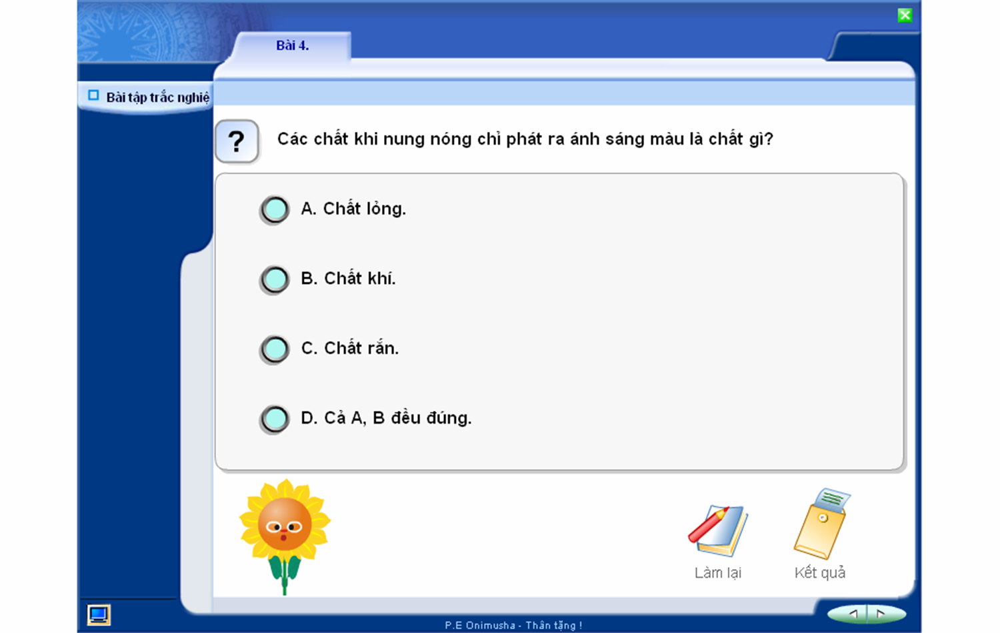 Bài 4.
Bài tập trắc nghiệ
? Các chất khi nung nóng chỉ phát ra ánh sáng màu là chất gì?
A. Chất lỏng.
B. Chất khí.
C. Chất rắn.
D. Cả A, B đều đúng.
Làm lại
Kết quả
P.E Onimusha - Thân tặng !